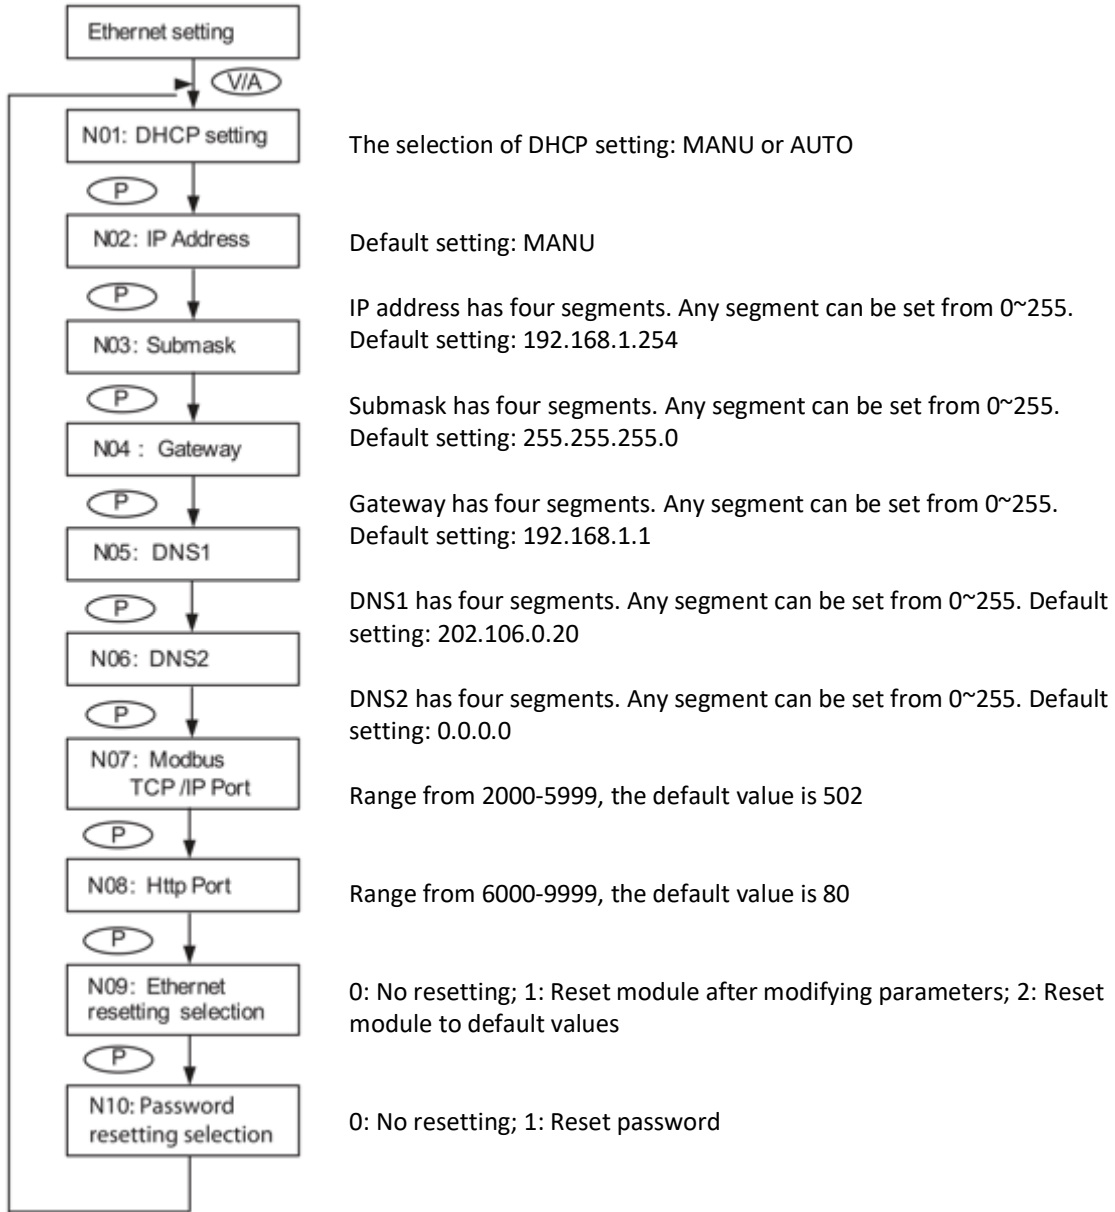 Ethernet setting
V/A
N01: DHCP setting
The selection of DHCP setting: MANU or AUTO
P
N02: IP Address
Default setting: MANU
P
IP address has four segments. Any segment can be set from 0~255.
Default setting: 192.168.1.254
N03: Submask
P
Submask has four segments. Any segment can be set from 0~255.
Default setting: 255.255.255.0
N04 : Gateway
P
Gateway has four segments. Any segment can be set from 0~255.
Default setting: 192.168.1.1
N05: DNS1
P
DNS1 has four segments. Any segment can be set from 0~255. Default
setting: 202.106.0.20
N06: DNS2
P
DNS2 has four segments. Any segment can be set from 0~255. Default
setting: 0.0.0.0
N07: Modbus
TCP /IP Port
Range from 2000-5999, the default value is 502
P
N08: Http Port
Range from 6000-9999, the default value is 80
P
N09: Ethernet
resetting selection
0: No resetting; 1: Reset module after modifying parameters; 2: Reset
module to default values
P
N10: Password
resetting selection
0: No resetting; 1: Reset password